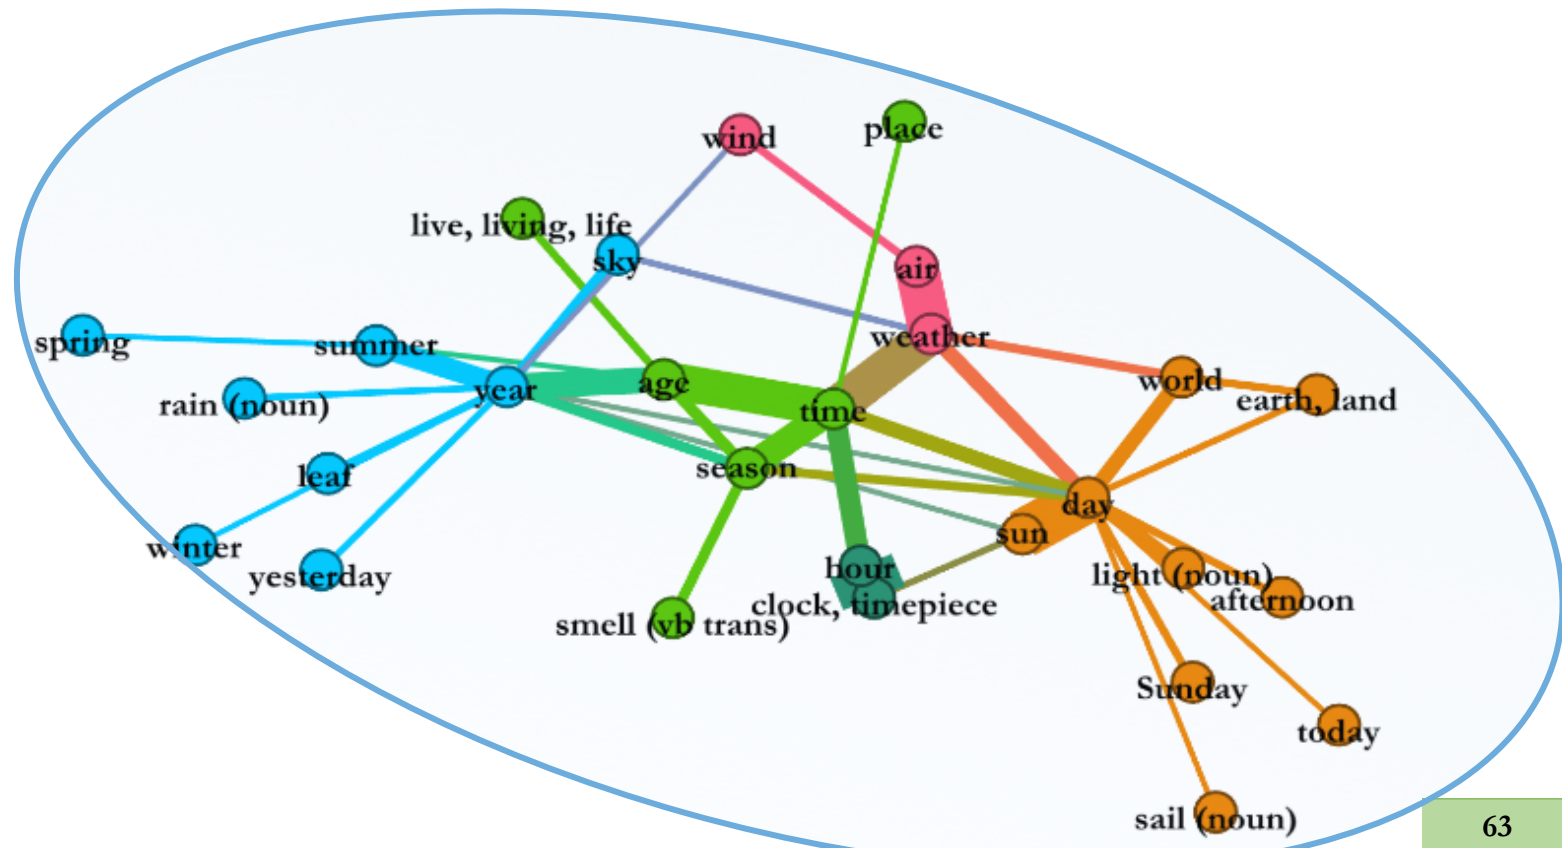 wind
place
live, living, life
sky
air
spring
summer
weather
year
age
world
rain (noun)
time
earth, land
leaf
season
day
winter
yesterday
sun
hour
light (noun)
clock, timepiece
afternoon
smell (vb trans)
Sunday
today
sail (noun)
63